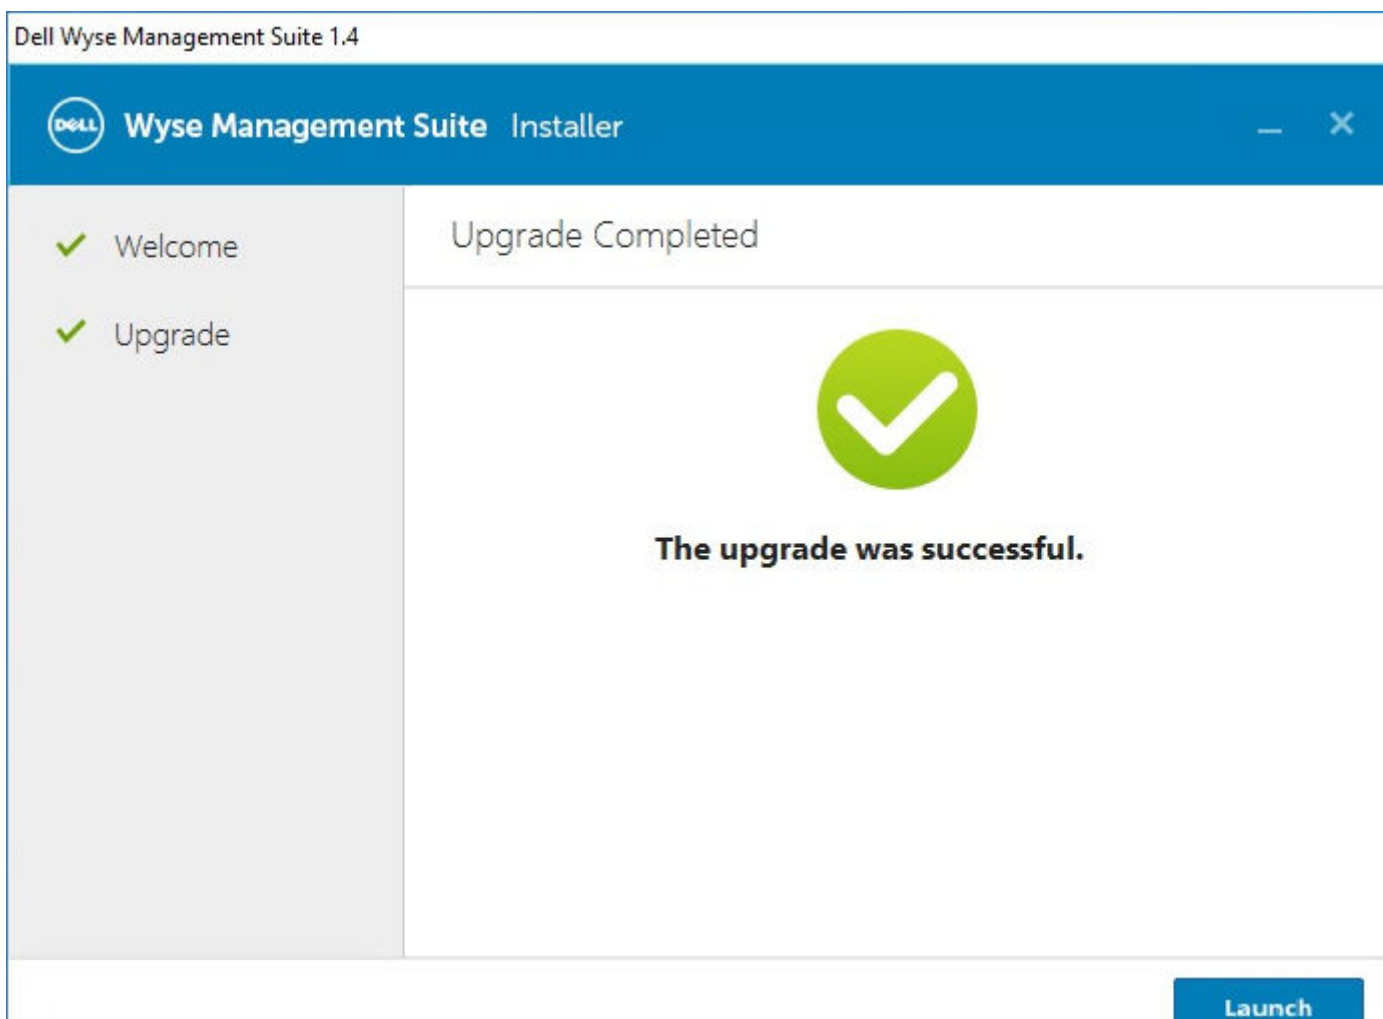 Dell Wyse Management Suite 1.4
DELL Wyse Management Suite Installer
Welcome
Upgrade
Upgrade Completed
The upgrade was successful.
Launch